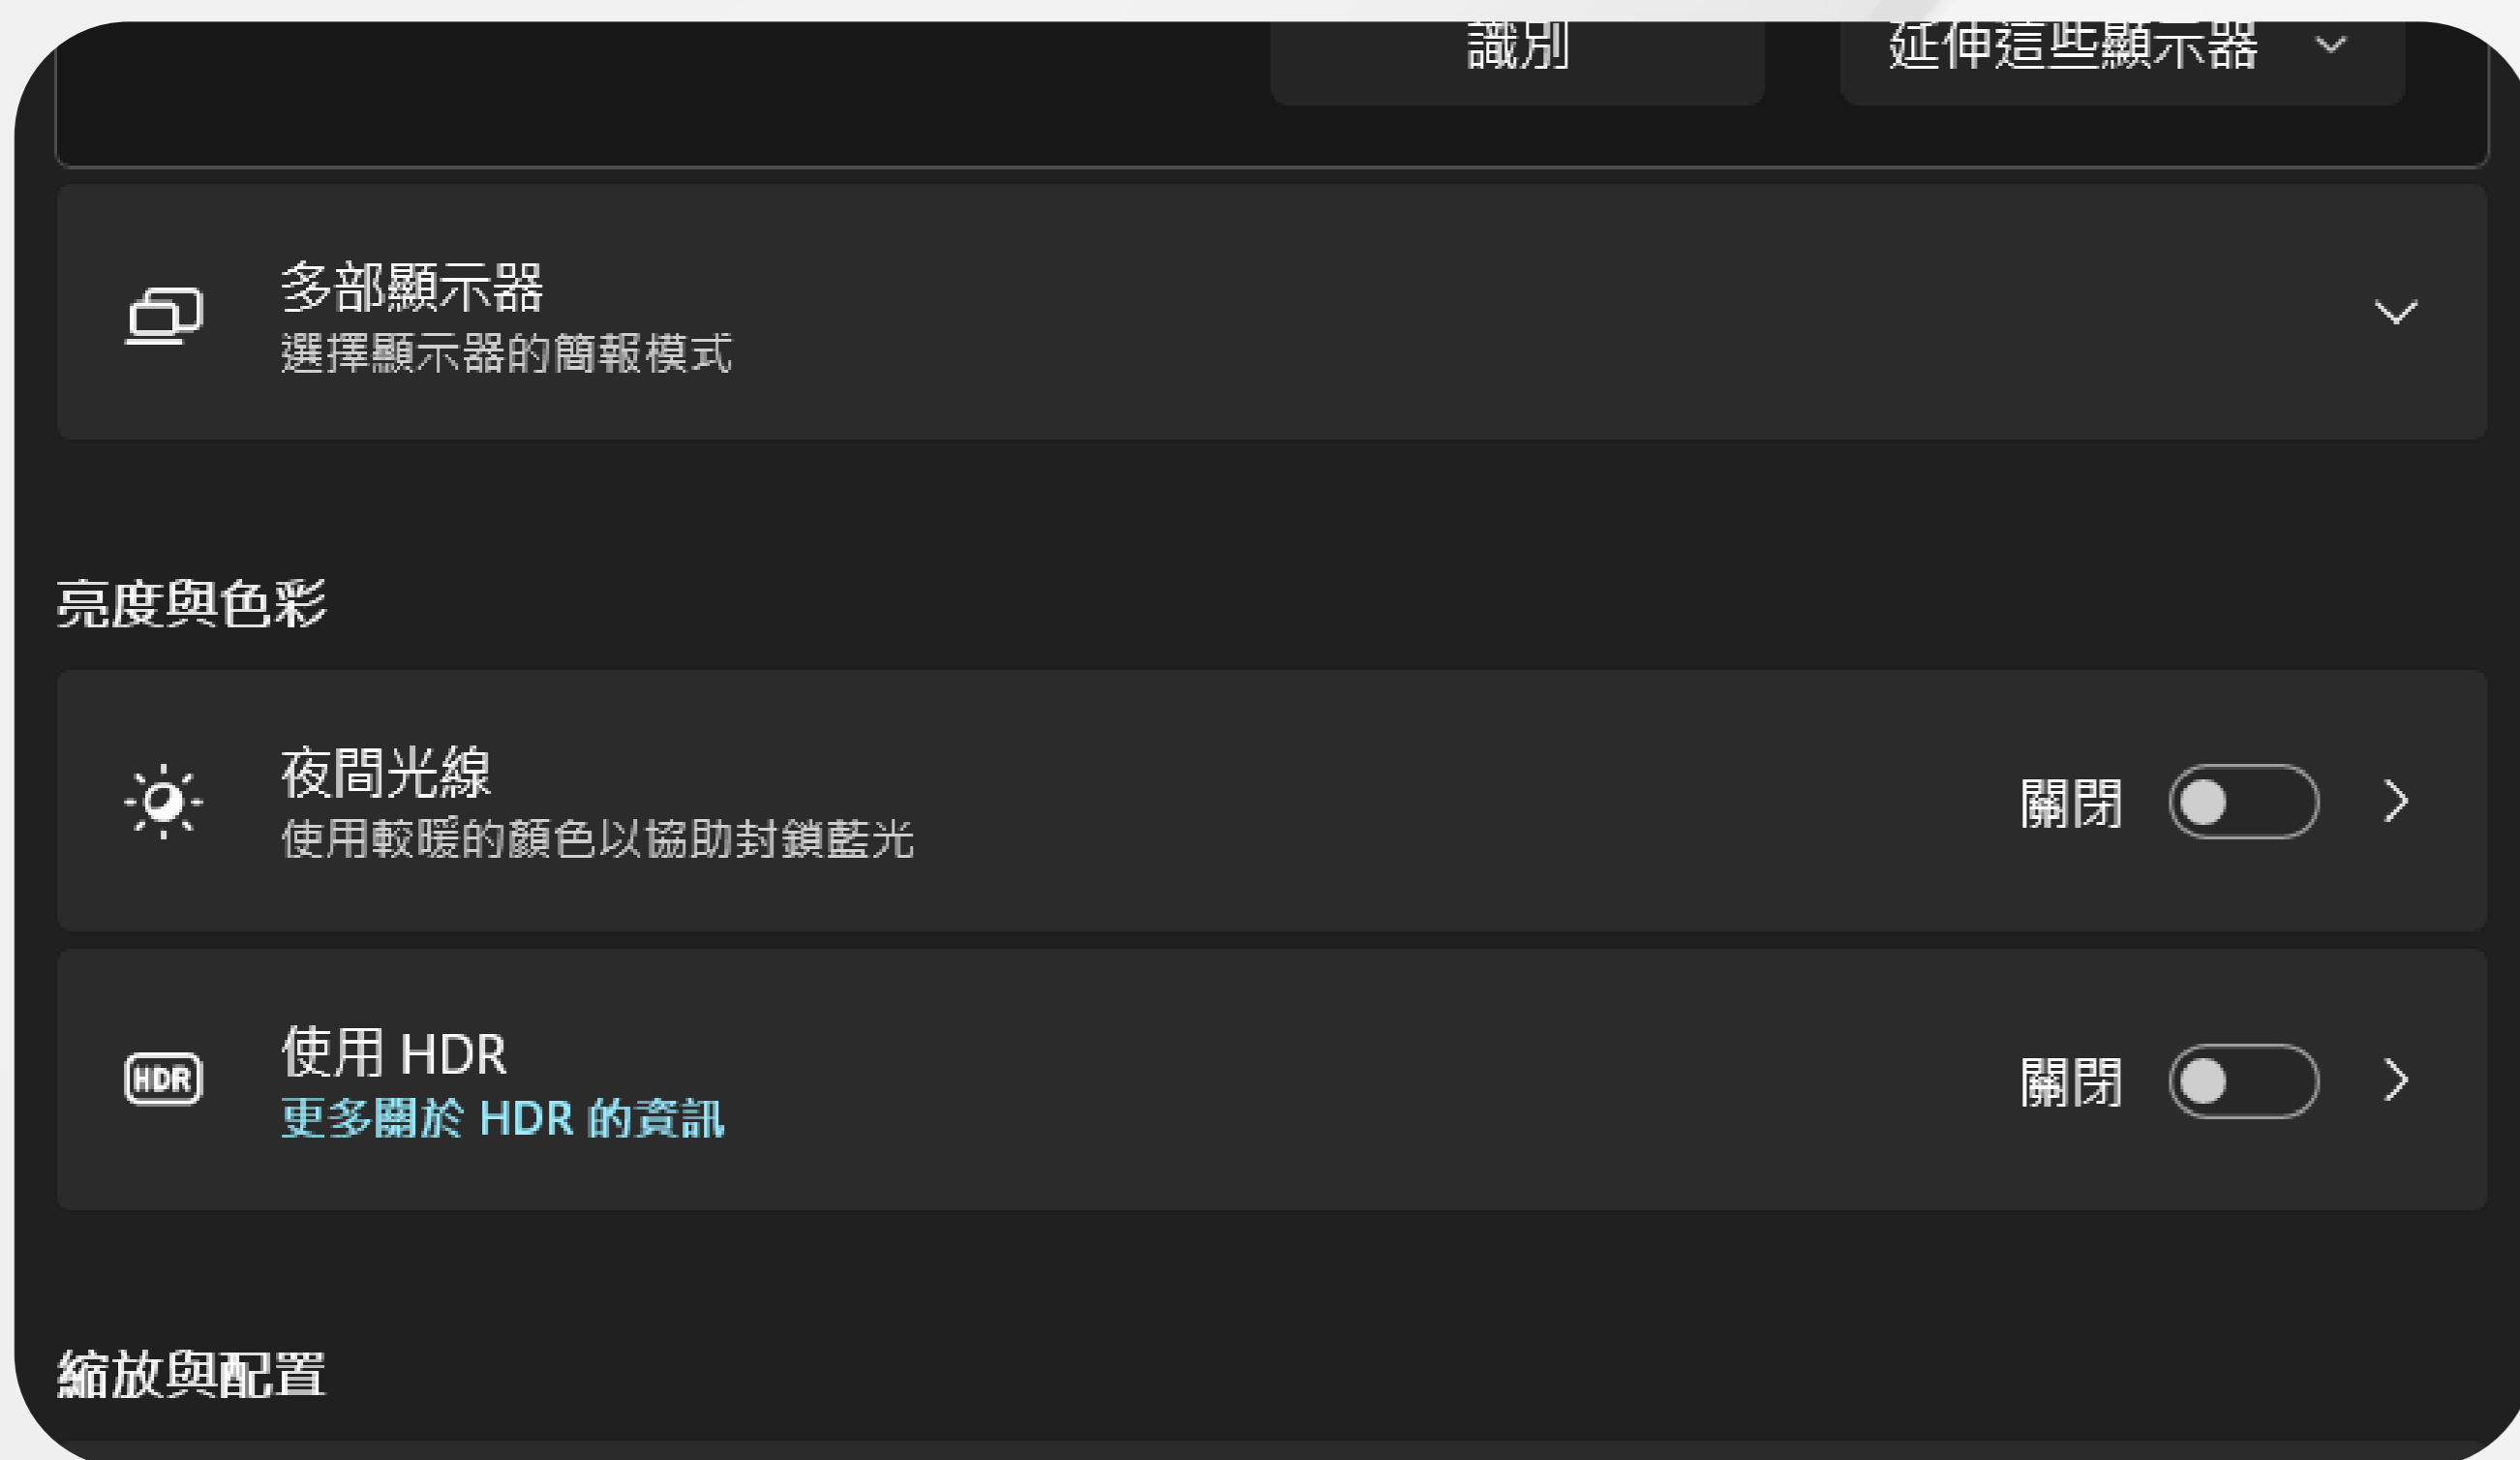 識別
延伸這些顯示器
多部顯示器
選擇顯示器的簡報模式
亮度與色彩
夜間光線
使用較暖的顏色以協助封鎖藍光
關閉
HDR
使用 HDR
更多關於 HDR 的資訊
關閉
縮放與配置